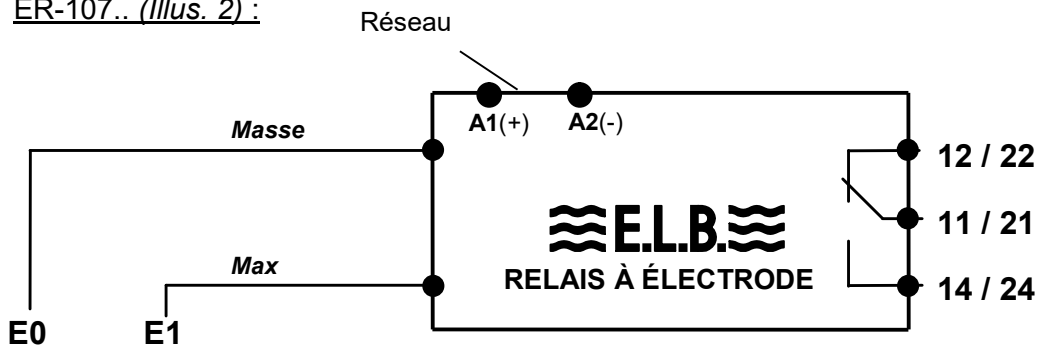 ER-107.. (Illus. 2) :
Réseau
A1(+) A2(-)
Masse
12 / 22
E.L.B.
11 / 21
Max
RELAIS À ÉLECTRODE
14 / 24
E0 E1